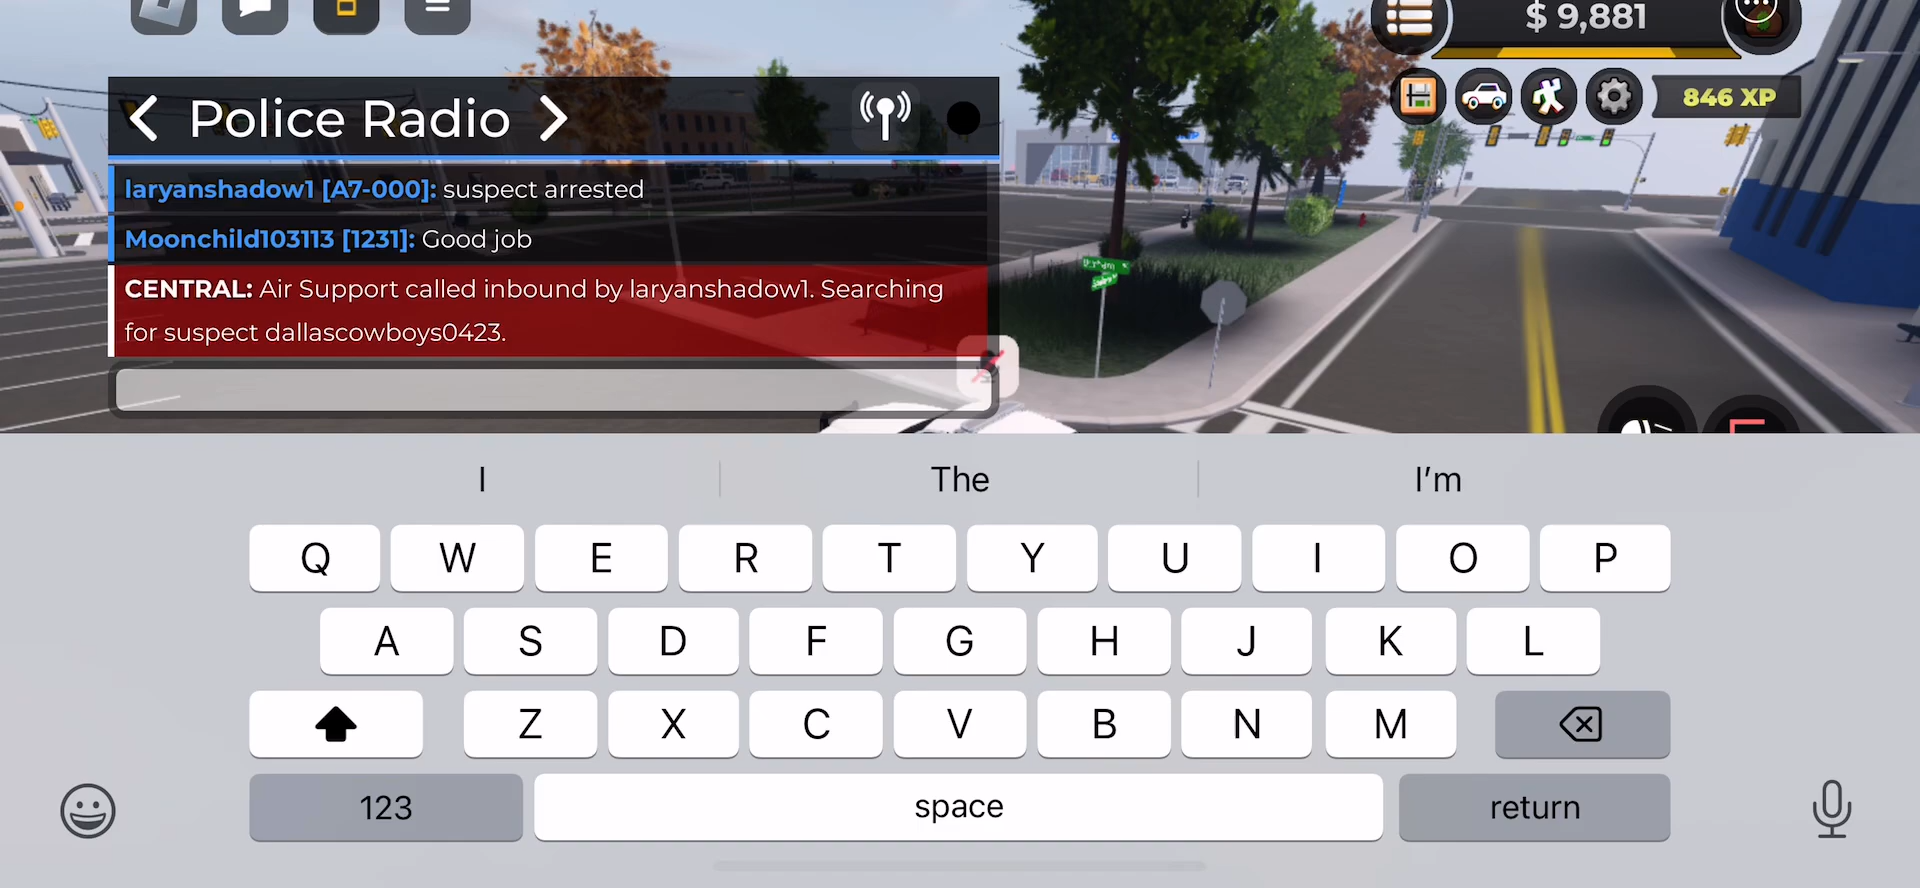 $ 9,881
Police Radio
846 XP
laryanshadow1 [A7-000]: suspect arrested
Moonchild103113 [1231]: Good job
CENTRAL: Air Support called inbound by laryanshadow1. Searching
for suspect dallascowboys0423.
I The I’m
Q W E R T Y U I O P
A S D F G H J K L
Z X C V B N M
123 space return